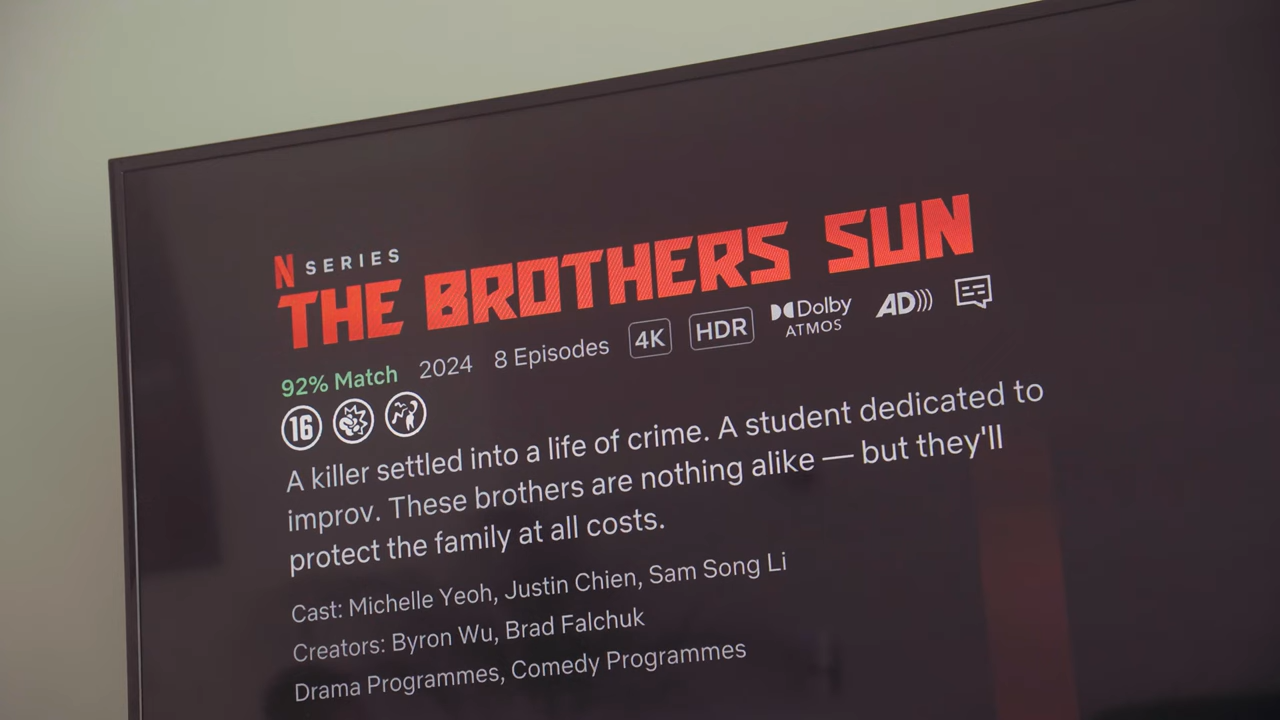 N SERIES
THE BROTHERS SUN
92% Match 2024 8 Episodes 4K HDR Dolby ATMOS AD)))
16
A killer settled into a life of crime. A student dedicated to
improv. These brothers are nothing alike — but they'll
protect the family at all costs.
Cast: Michelle Yeoh, Justin Chien, Sam Song Li
Creators: Byron Wu, Brad Falchuk
Drama Programmes, Comedy Programmes